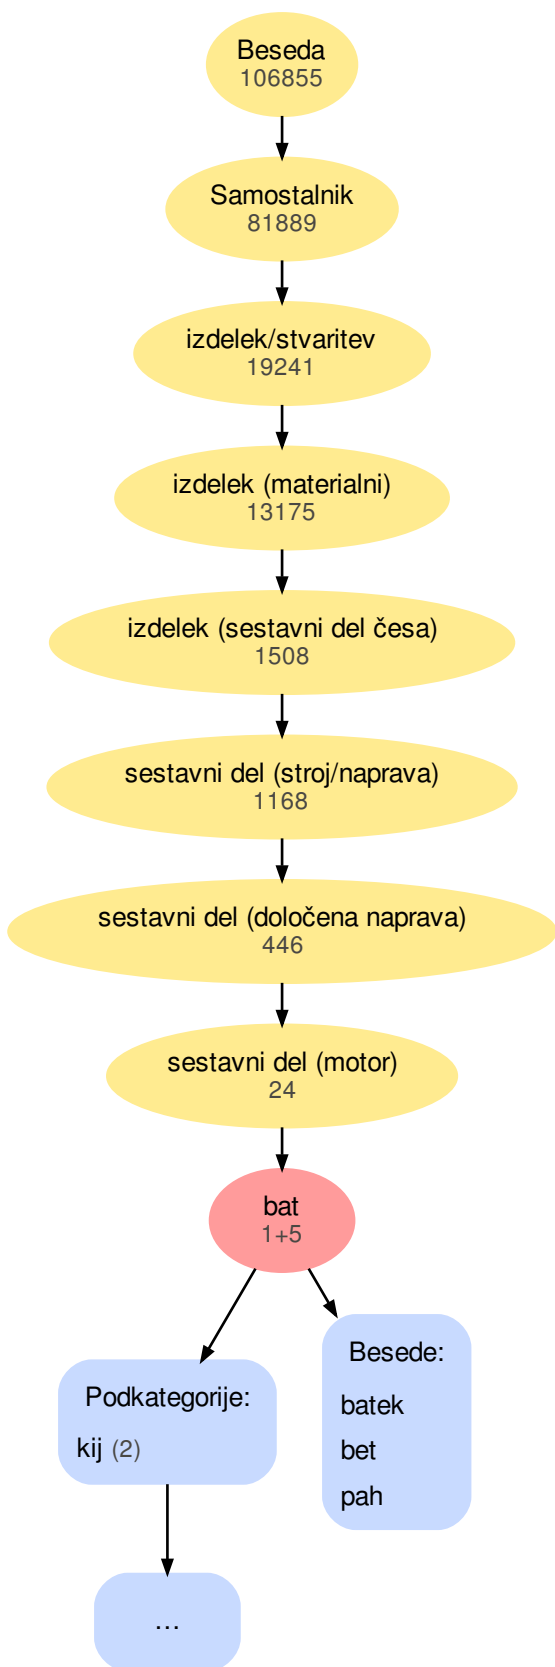 Beseda
106855
Samostalnik
81889
izdelek/stvaritev
19241
izdelek (materialni)
13175
izdelek (sestavni del česa)
1508
sestavni del (stroj/naprava)
1168
sestavni del (določena naprava)
446
sestavni del (motor)
24
bat
1+5
Podkategorije:
kij (2)
...
Besede:
batek
bet
pah